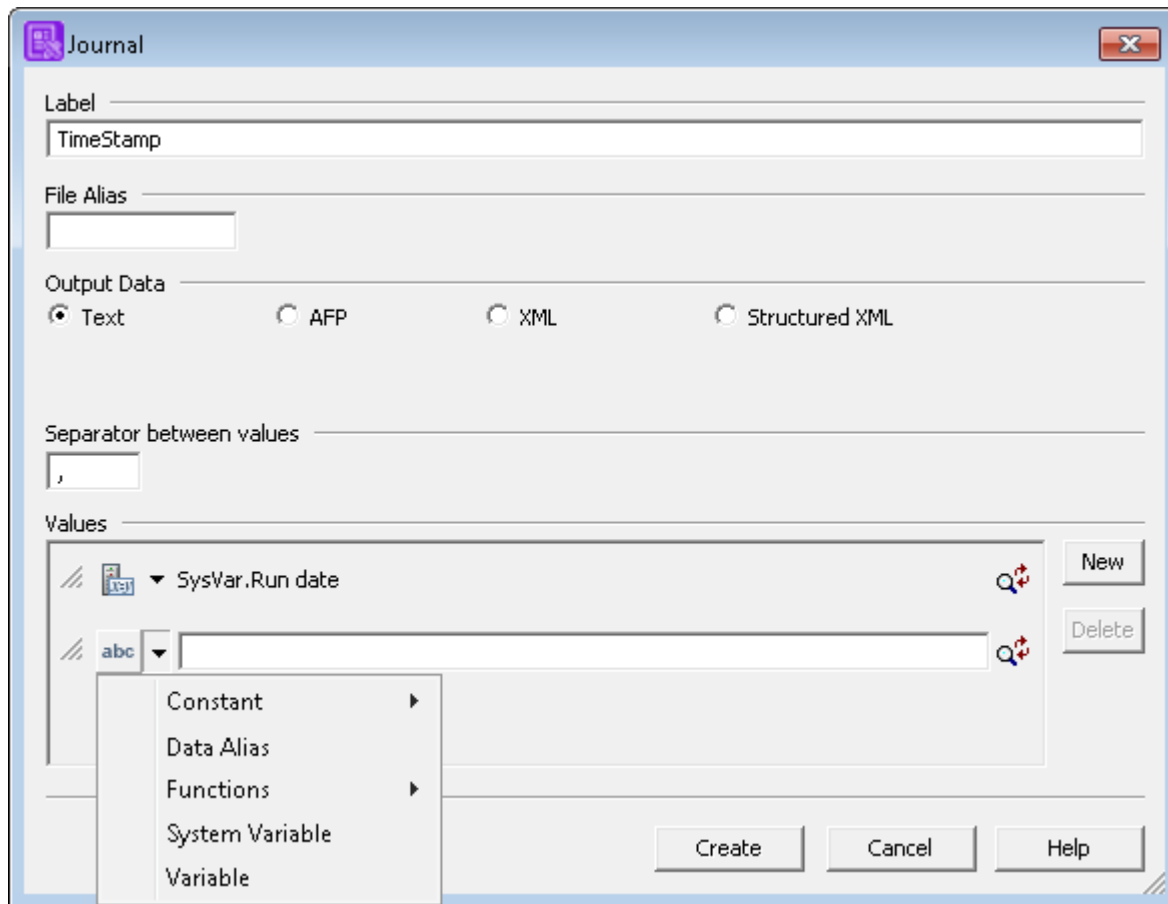 Journal
Label
TimeStamp
File Alias
Output Data
Text AFP XML Structured XML
Separator between values
,
Values
SysVar.Run date
New
abc
Delete
Constant
Data Alias
Functions
System Variable
Variable
Create Cancel Help